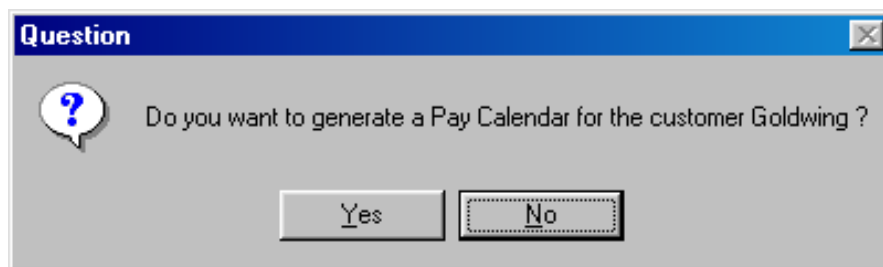 Question
Do you want to generate a Pay Calendar for the customer Goldwing ?
Yes
No